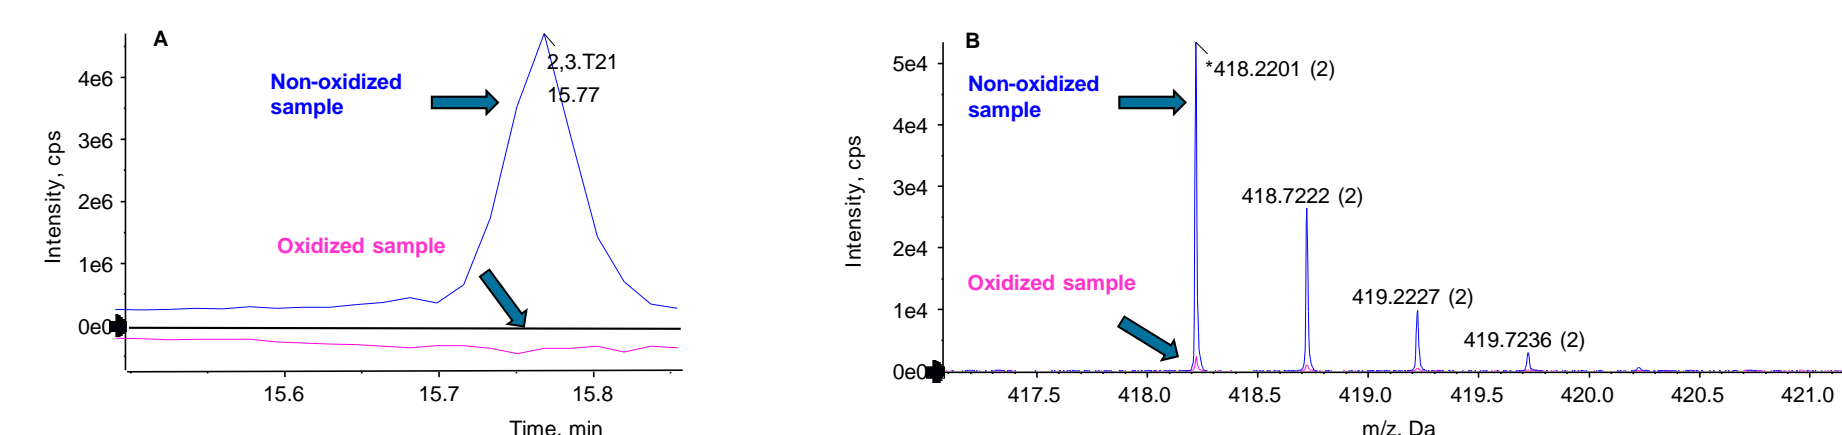 A
2,3.T21
15.77
Non-oxidized
sample
Oxidized sample
Intensity, cps
4e6
3e6
2e6
1e6
0e0
15.6
15.7
15.8
Time, min
B
*418.2201 (2)
Non-oxidized
sample
418.7222 (2)
419.2227 (2)
419.7236 (2)
Oxidized sample
Intensity, cps
5e4
4e4
3e4
2e4
1e4
0e0
417.5
418.0
418.5
419.0
419.5
420.0
420.5
421.0
m/z, Da